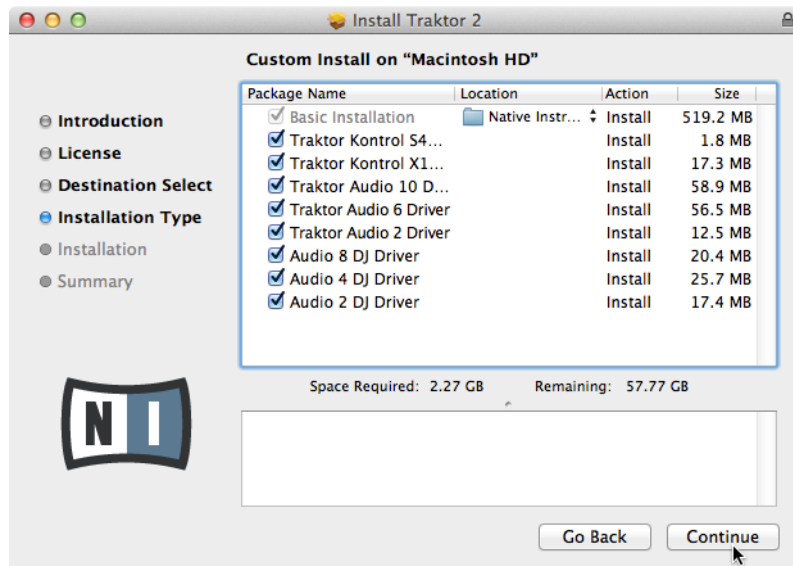 Install Traktor 2
Custom Install on “Macintosh HD”
Introduction
License
Destination Select
Installation Type
Installation
Summary
Package Name Location Action Size
Basic Installation Native Instr... Install 519.2 MB
Traktor Kontrol S4... Install 1.8 MB
Traktor Kontrol X1... Install 17.3 MB
Traktor Audio 10 D... Install 58.9 MB
Traktor Audio 6 Driver Install 56.5 MB
Traktor Audio 2 Driver Install 12.5 MB
Audio 8 DJ Driver Install 20.4 MB
Audio 4 DJ Driver Install 25.7 MB
Audio 2 DJ Driver Install 17.4 MB
Space Required: 2.27 GB Remaining: 57.77 GB
NI
Go Back Continue